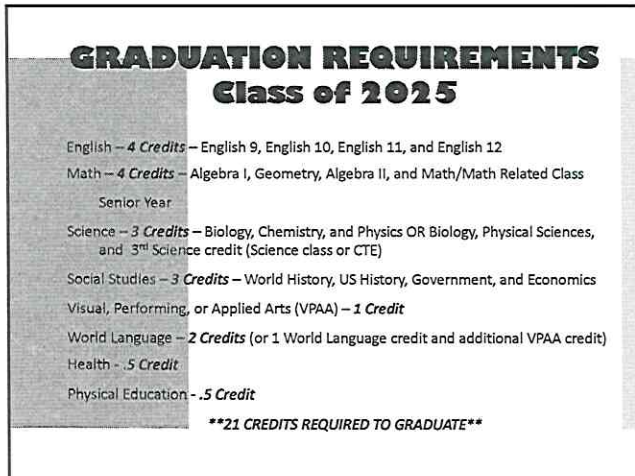 GRADUATION REQUIREMENTS
Class of 2025
English – 4 Credits – English 9, English 10, English 11, and English 12
Math – 4 Credits – Algebra I, Geometry, Algebra II, and Math/Math Related Class
Senior Year
Science – 3 Credits – Biology, Chemistry, and Physics OR Biology, Physical Sciences,
and 3rd Science credit (Science class or CTE)
Social Studies – 3 Credits – World History, US History, Government, and Economics
Visual, Performing, or Applied Arts (VPAA) – 1 Credit
World Language – 2 Credits (or 1 World Language credit and additional VPAA credit)
Health - .5 Credit
Physical Education - .5 Credit
**21 CREDITS REQUIRED TO GRADUATE**